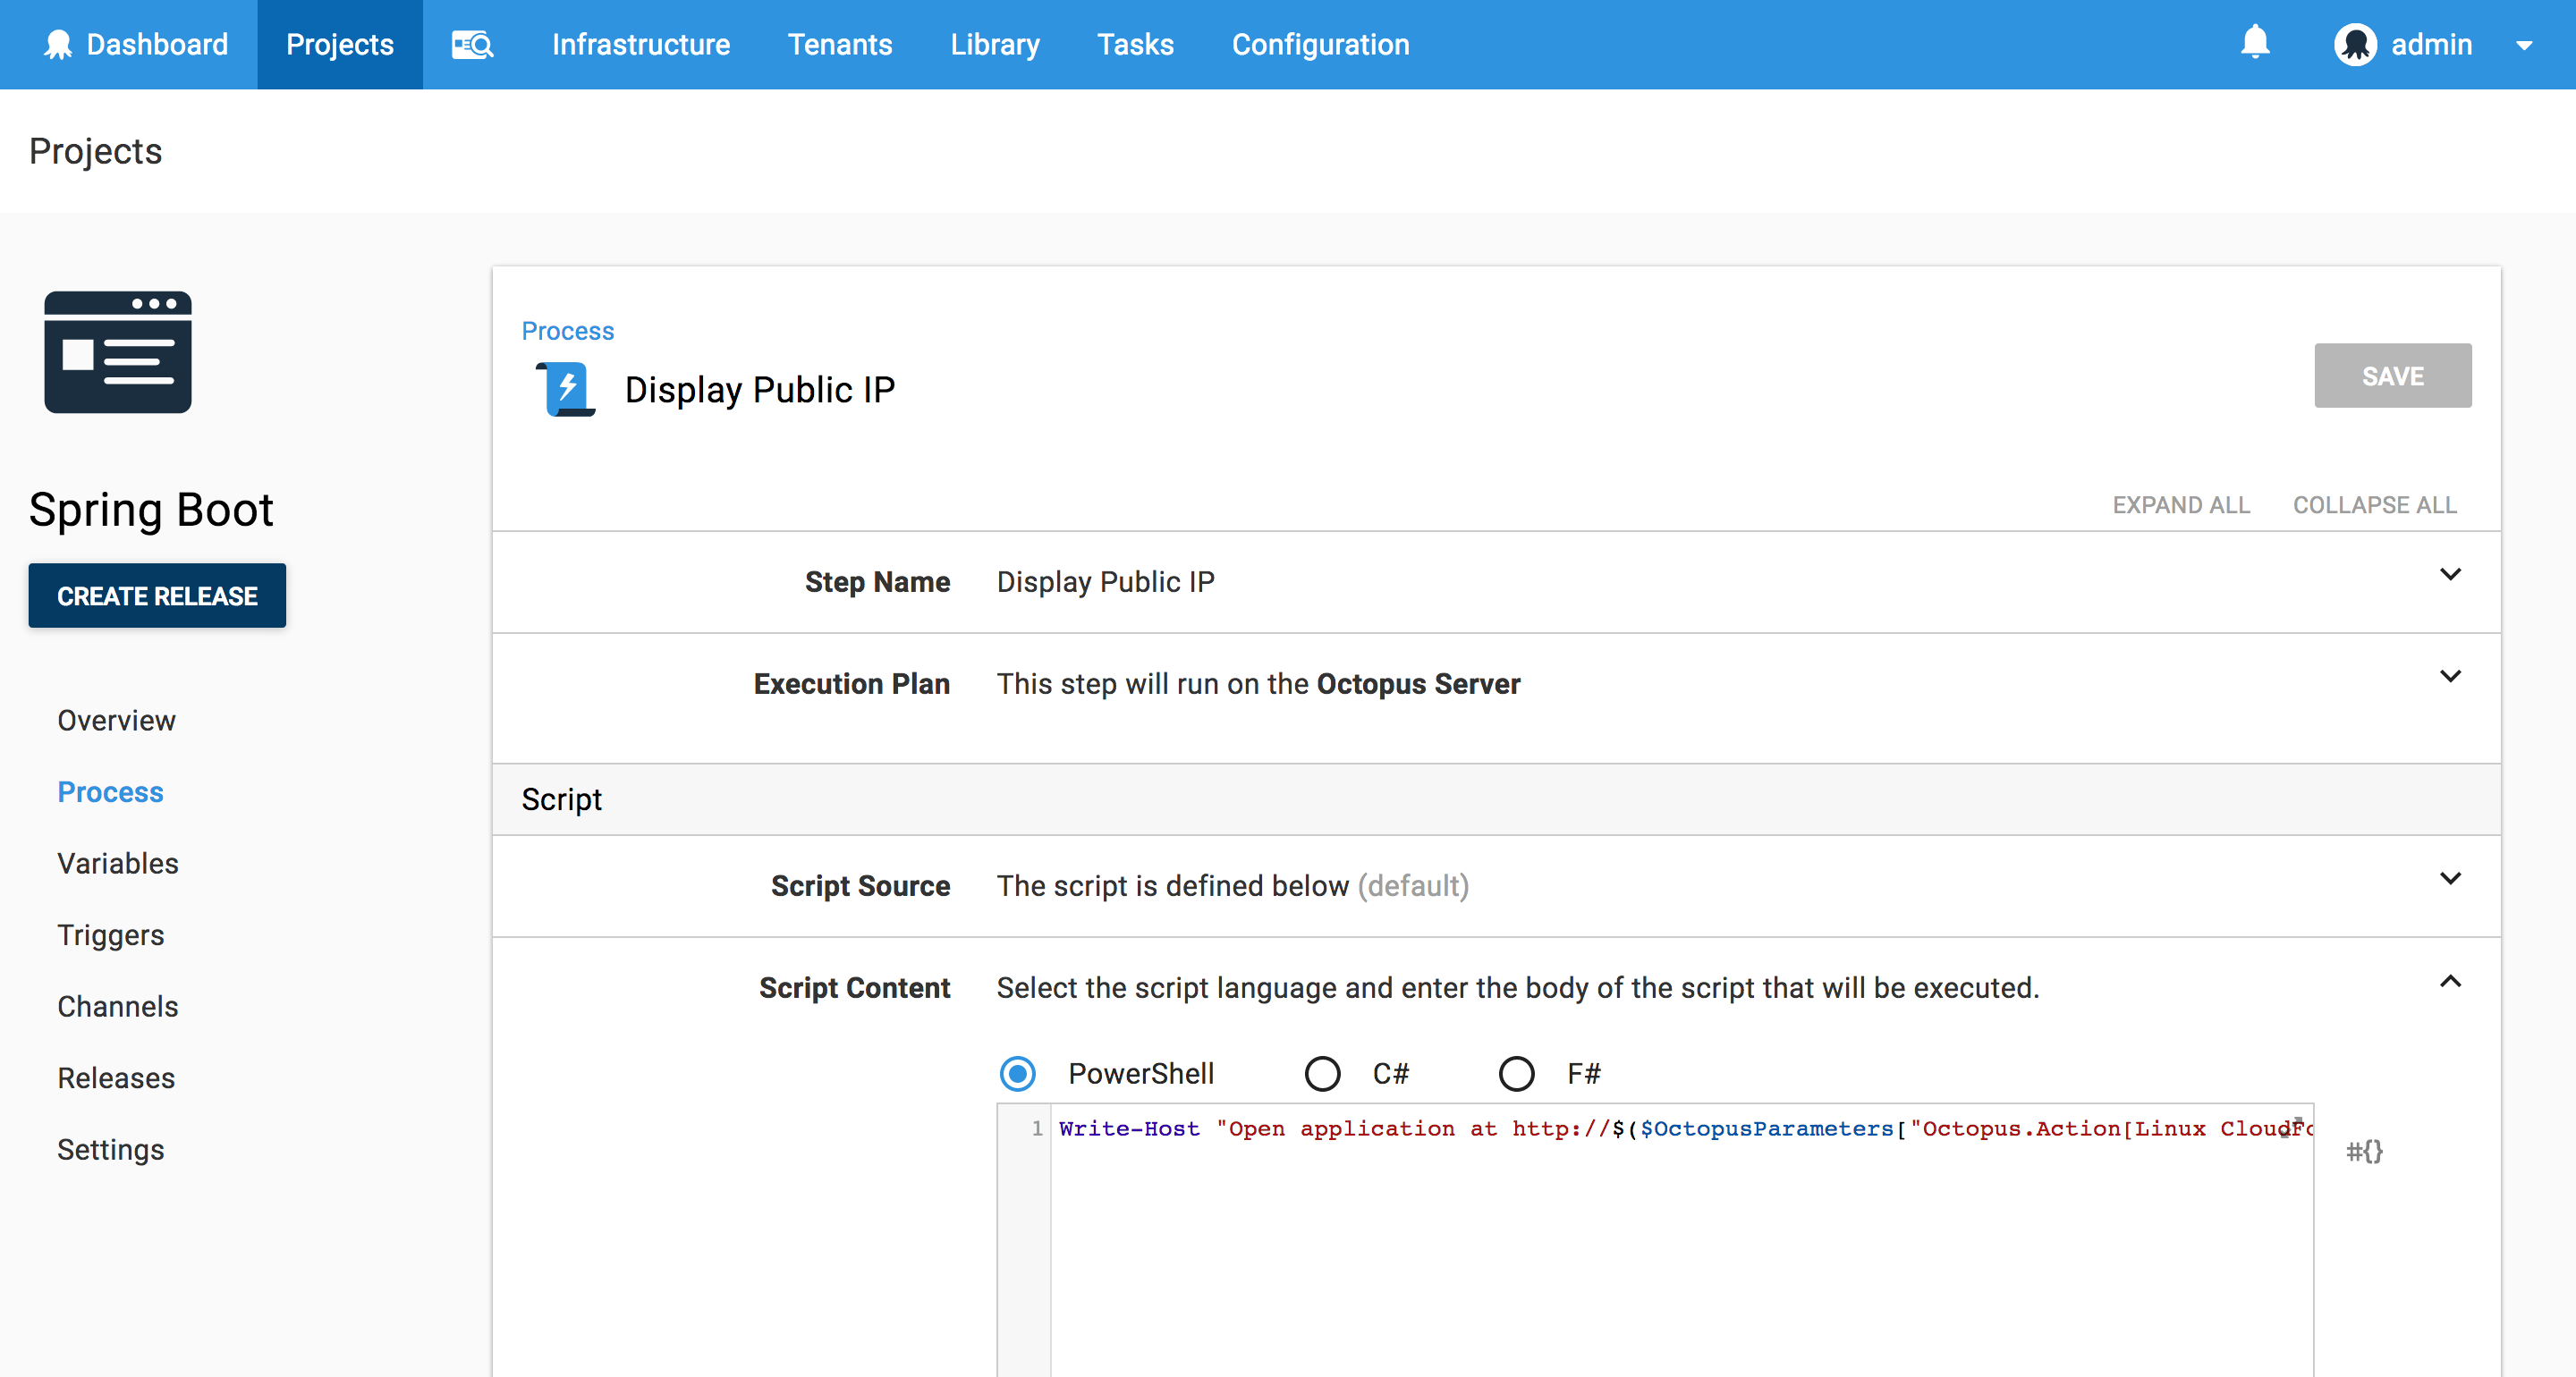 Dashboard Projects Infrastructure Tenants Library Tasks Configuration admin
Projects
Spring Boot
CREATE RELEASE
Overview
Process
Variables
Triggers
Channels
Releases
Settings
Process
Display Public IP
SAVE
EXPAND ALL COLLAPSE ALL
Step Name Display Public IP
Execution Plan This step will run on the Octopus Server
Script
Script Source The script is defined below (default)
Script Content Select the script language and enter the body of the script that will be executed.
PowerShell C# F#
1 Write-Host "Open application at http://$($OctopusParameters["Octopus.Action[Linux
#{}